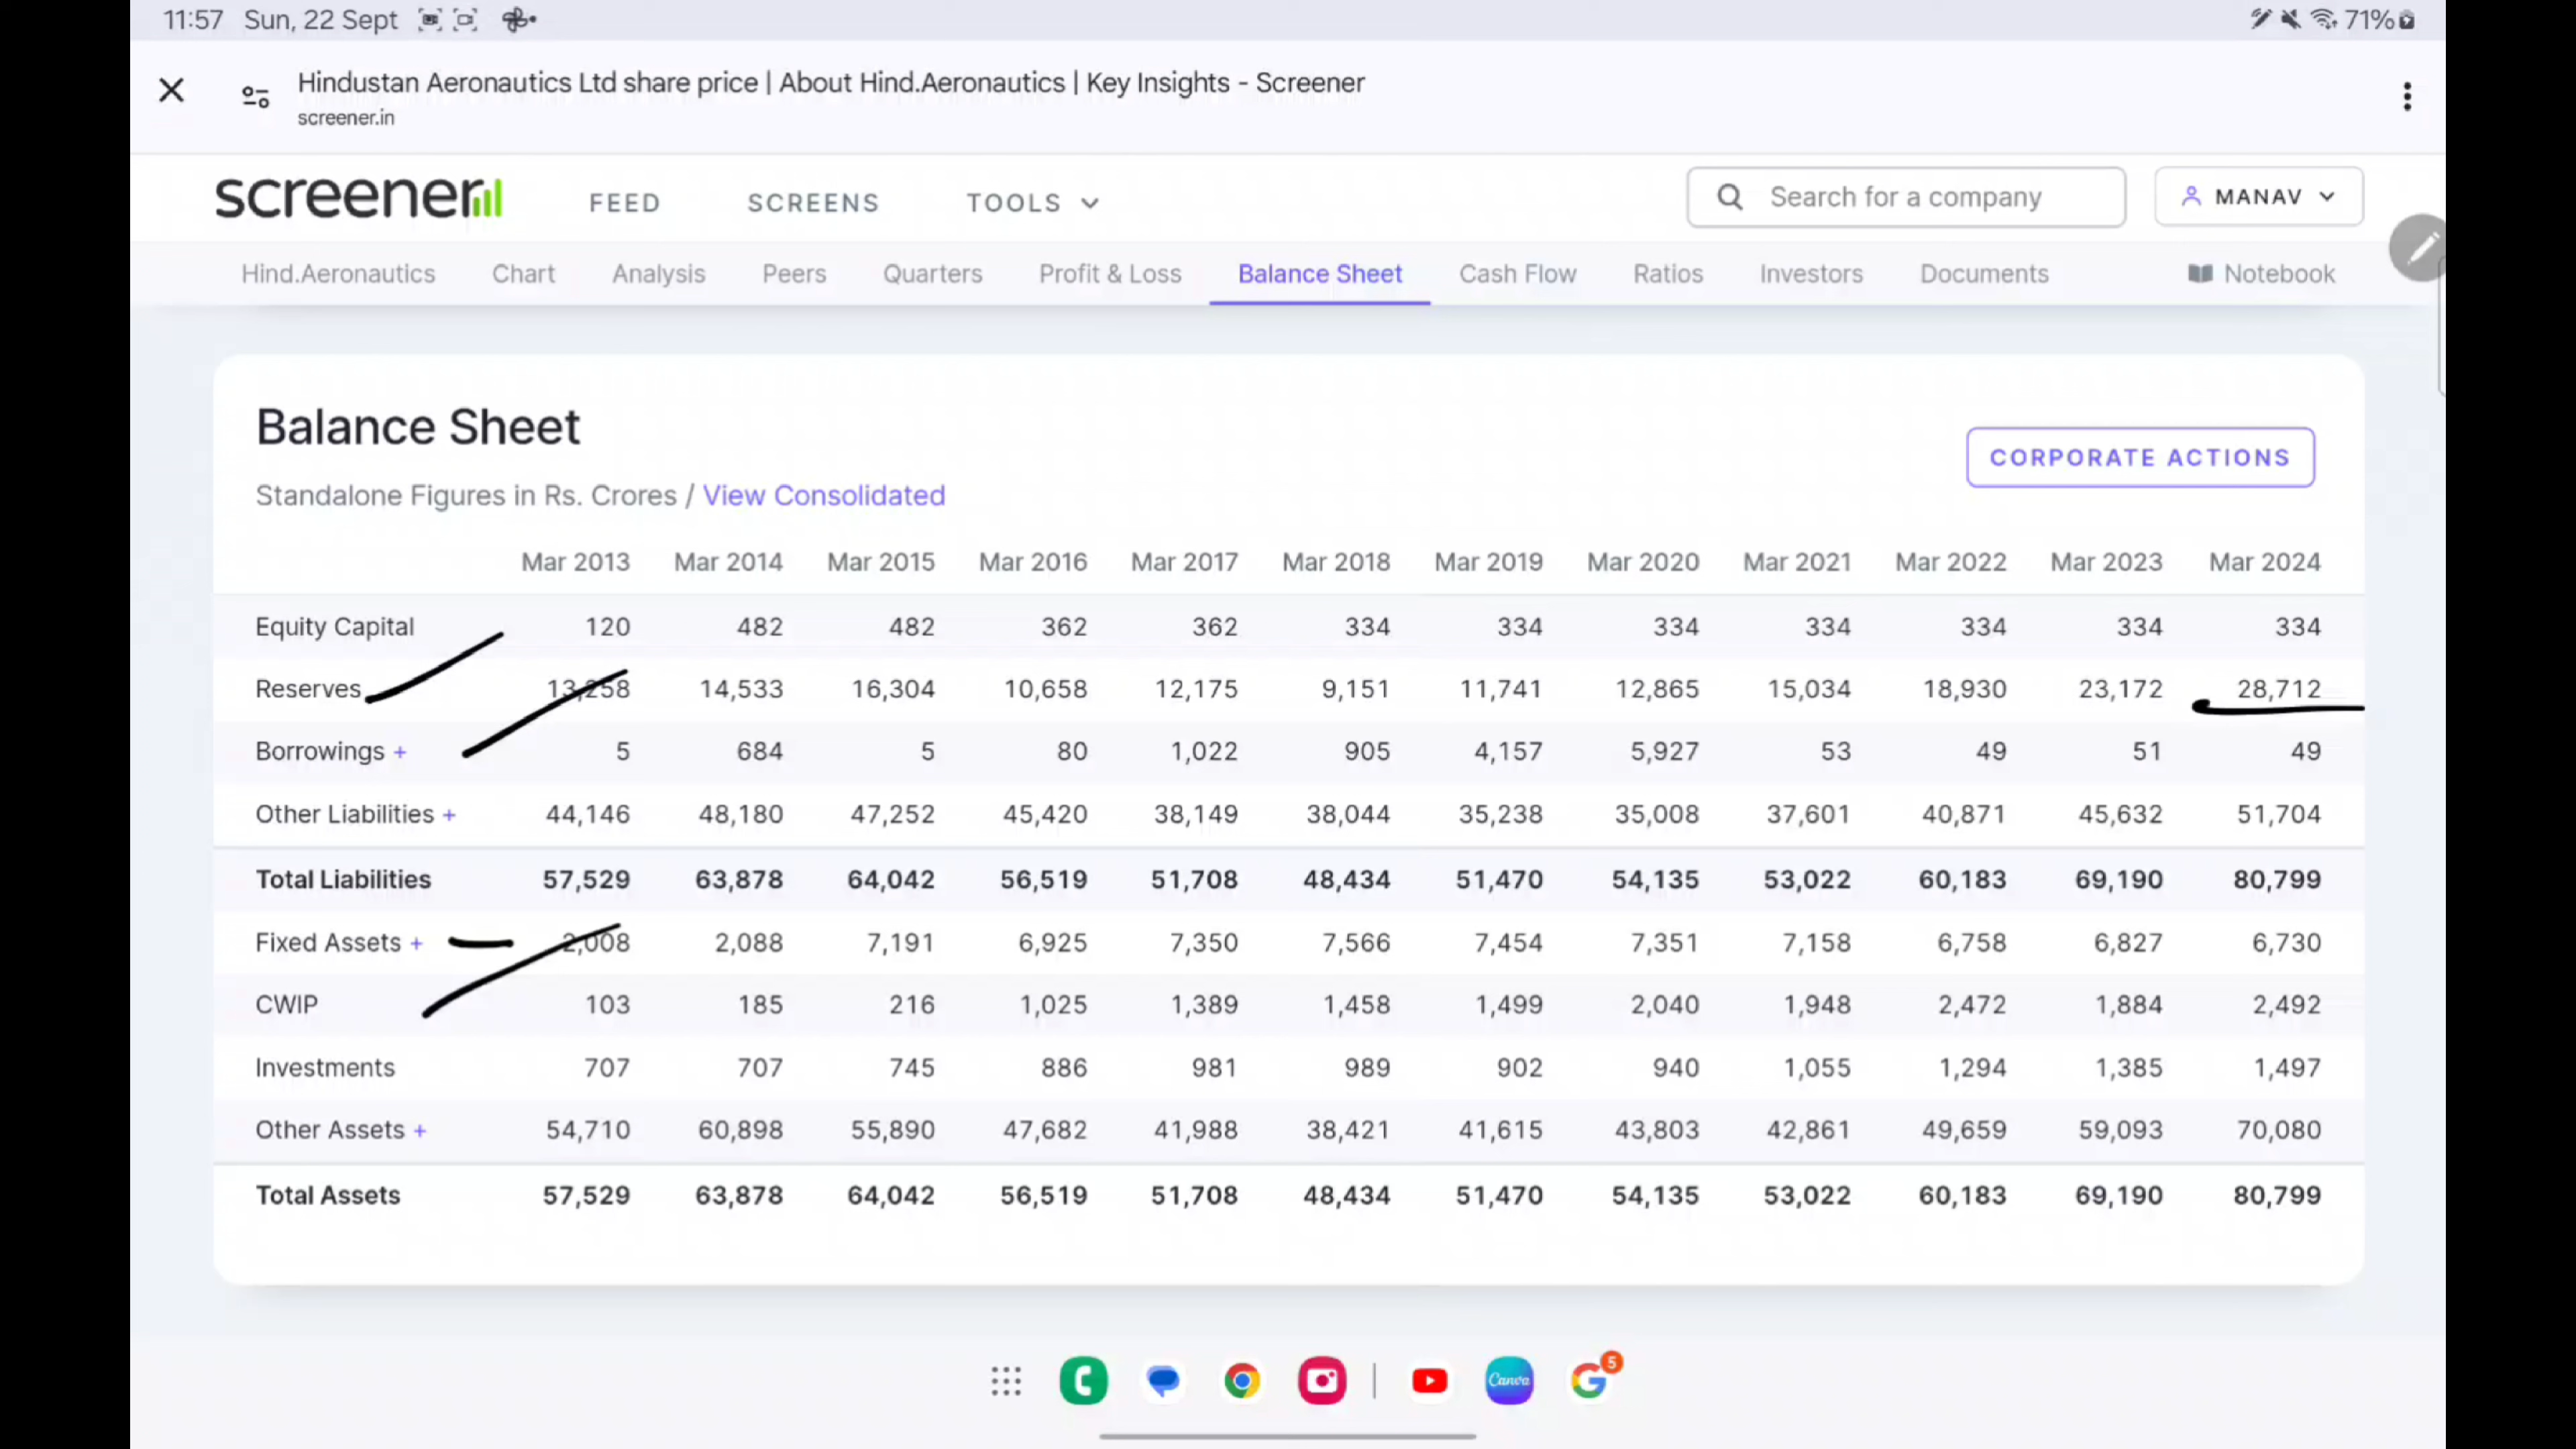 11:57 Sun, 22 Sept 71%
Hindustan Aeronautics Ltd share price | About Hind.Aeronautics | Key Insights - Screener
screener.in
screener FEED SCREENS TOOLS Search for a company MANAV
Hind.Aeronautics Chart Analysis Peers Quarters Profit & Loss Balance Sheet Cash Flow Ratios Investors Documents Notebook
Balance Sheet
CORPORATE ACTIONS
Standalone Figures in Rs. Crores / View Consolidated
Mar 2013 Mar 2014 Mar 2015 Mar 2016 Mar 2017 Mar 2018 Mar 2019 Mar 2020 Mar 2021 Mar 2022 Mar 2023 Mar 2024
Equity Capital 120 482 482 362 362 334 334 334 334 334 334 334
Reserves 13,258 14,533 16,304 10,658 12,175 9,151 11,741 12,865 15,034 18,930 23,172 28,712
Borrowings + 5 684 5 80 1,022 905 4,157 5,927 53 49 51 49
Other Liabilities + 44,146 48,180 47,252 45,420 38,149 38,044 35,238 35,008 37,601 40,871 45,632 51,704
Total Liabilities 57,529 63,878 64,042 56,519 51,708 48,434 51,470 54,135 53,022 60,183 69,190 80,799
Fixed Assets + 2,008 2,088 7,191 6,925 7,350 7,566 7,454 7,351 7,158 6,758 6,827 6,730
CWIP 103 185 216 1,025 1,389 1,458 1,499 2,040 1,948 2,472 1,884 2,492
Investments 707 707 745 886 981 989 902 940 1,055 1,294 1,385 1,497
Other Assets + 54,710 60,898 55,890 47,682 41,988 38,421 41,615 43,803 42,861 49,659 59,093 70,080
Total Assets 57,529 63,878 64,042 56,519 51,708 48,434 51,470 54,135 53,022 60,183 69,190 80,799
Canva G 5